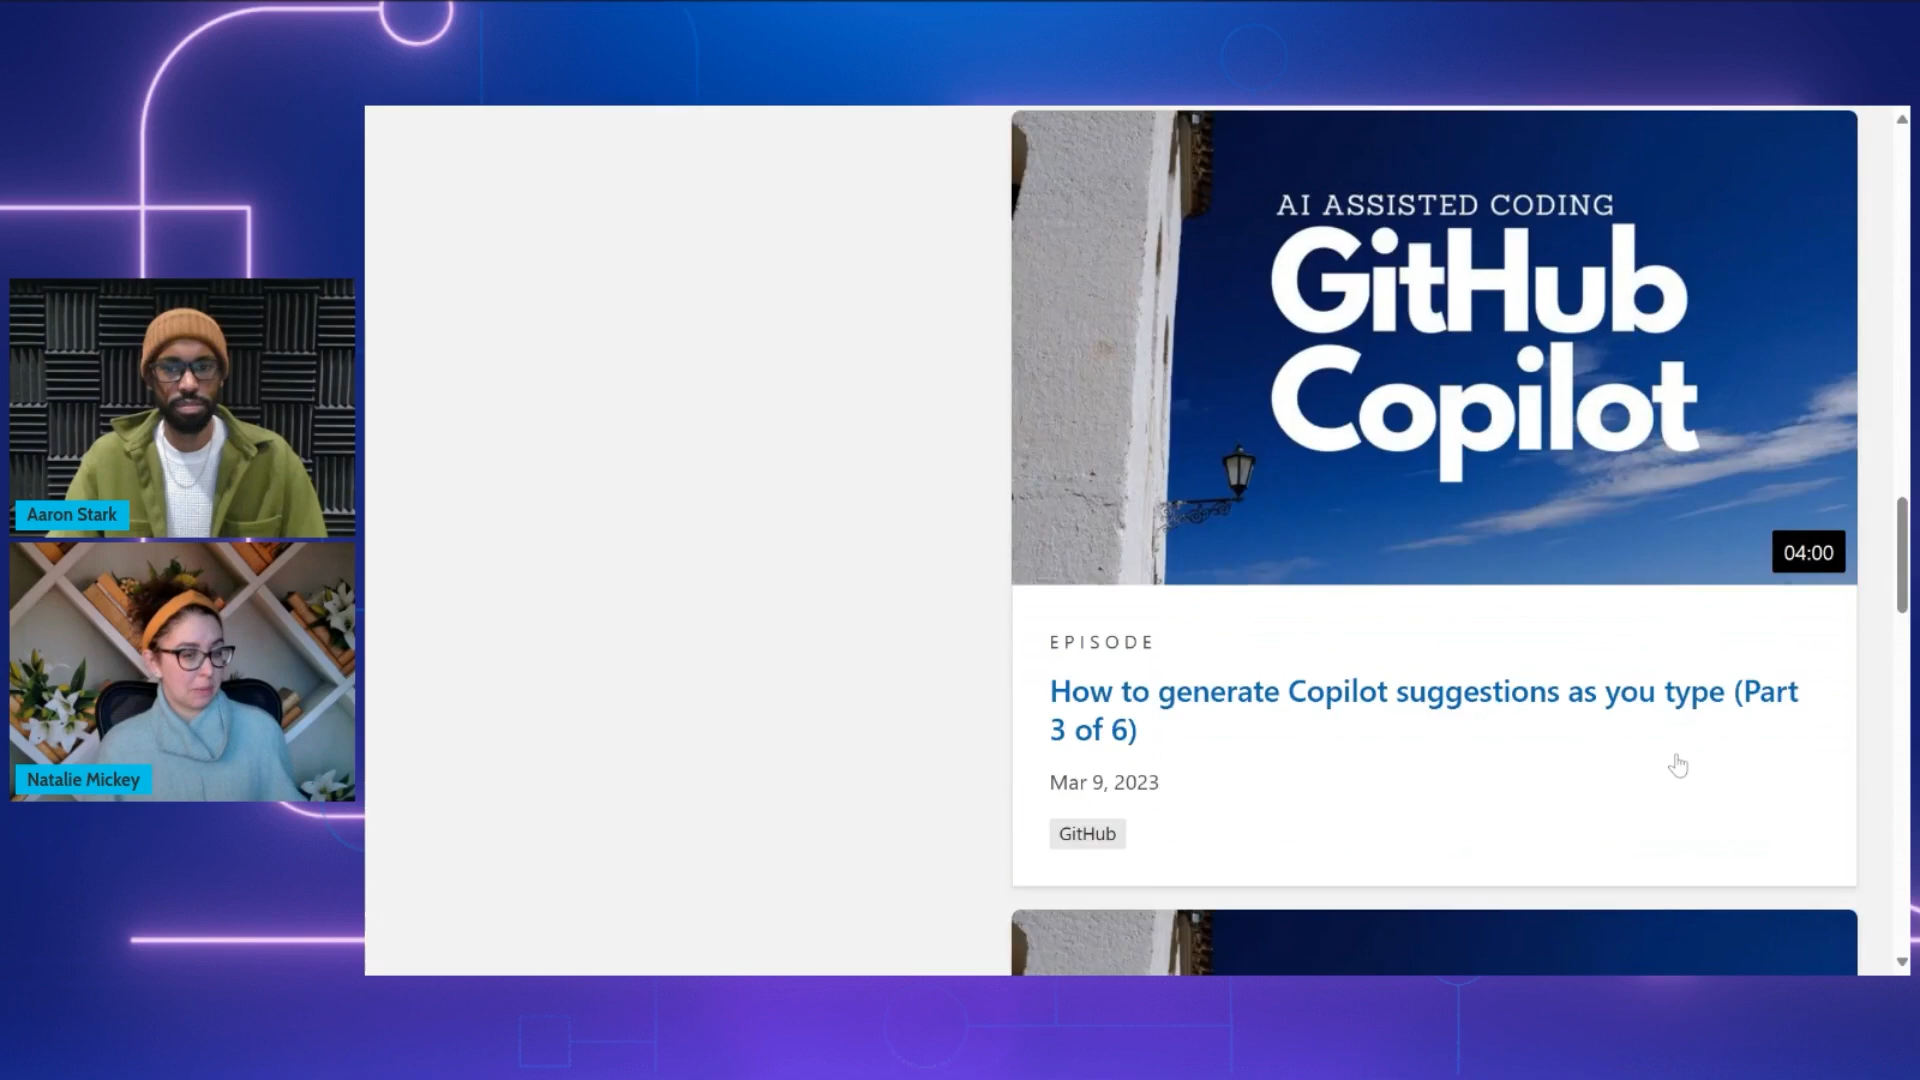 AI ASSISTED CODING
GitHub
Copilot
04:00
Aaron Stark
EPISODE
How to generate Copilot suggestions as you type (Part
3 of 6)
Natalie Mickey
Mar 9, 2023
GitHub